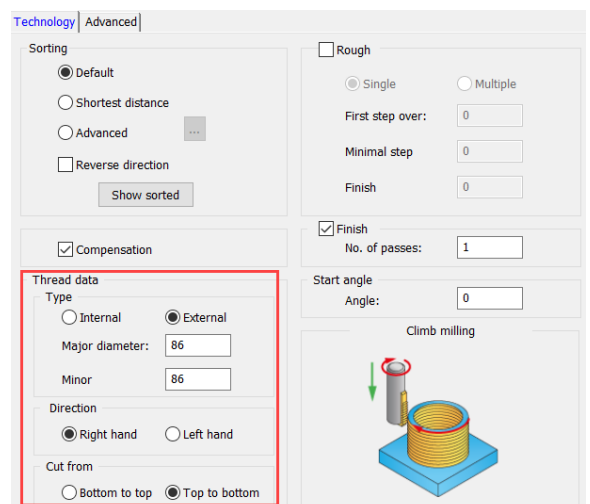 Technology Advanced
Sorting
Default
Shortest distance
Advanced ...
Reverse direction
Show sorted
Compensation
Thread data
Type
Internal External
Major diameter: 86
Minor 86
Direction
Right hand Left hand
Cut from
Bottom to top Top to bottom
Rough
Single Multiple
First step over: 0
Minimal step 0
Finish 0
Finish
No. of passes: 1
Start angle
Angle: 0
Climb milling